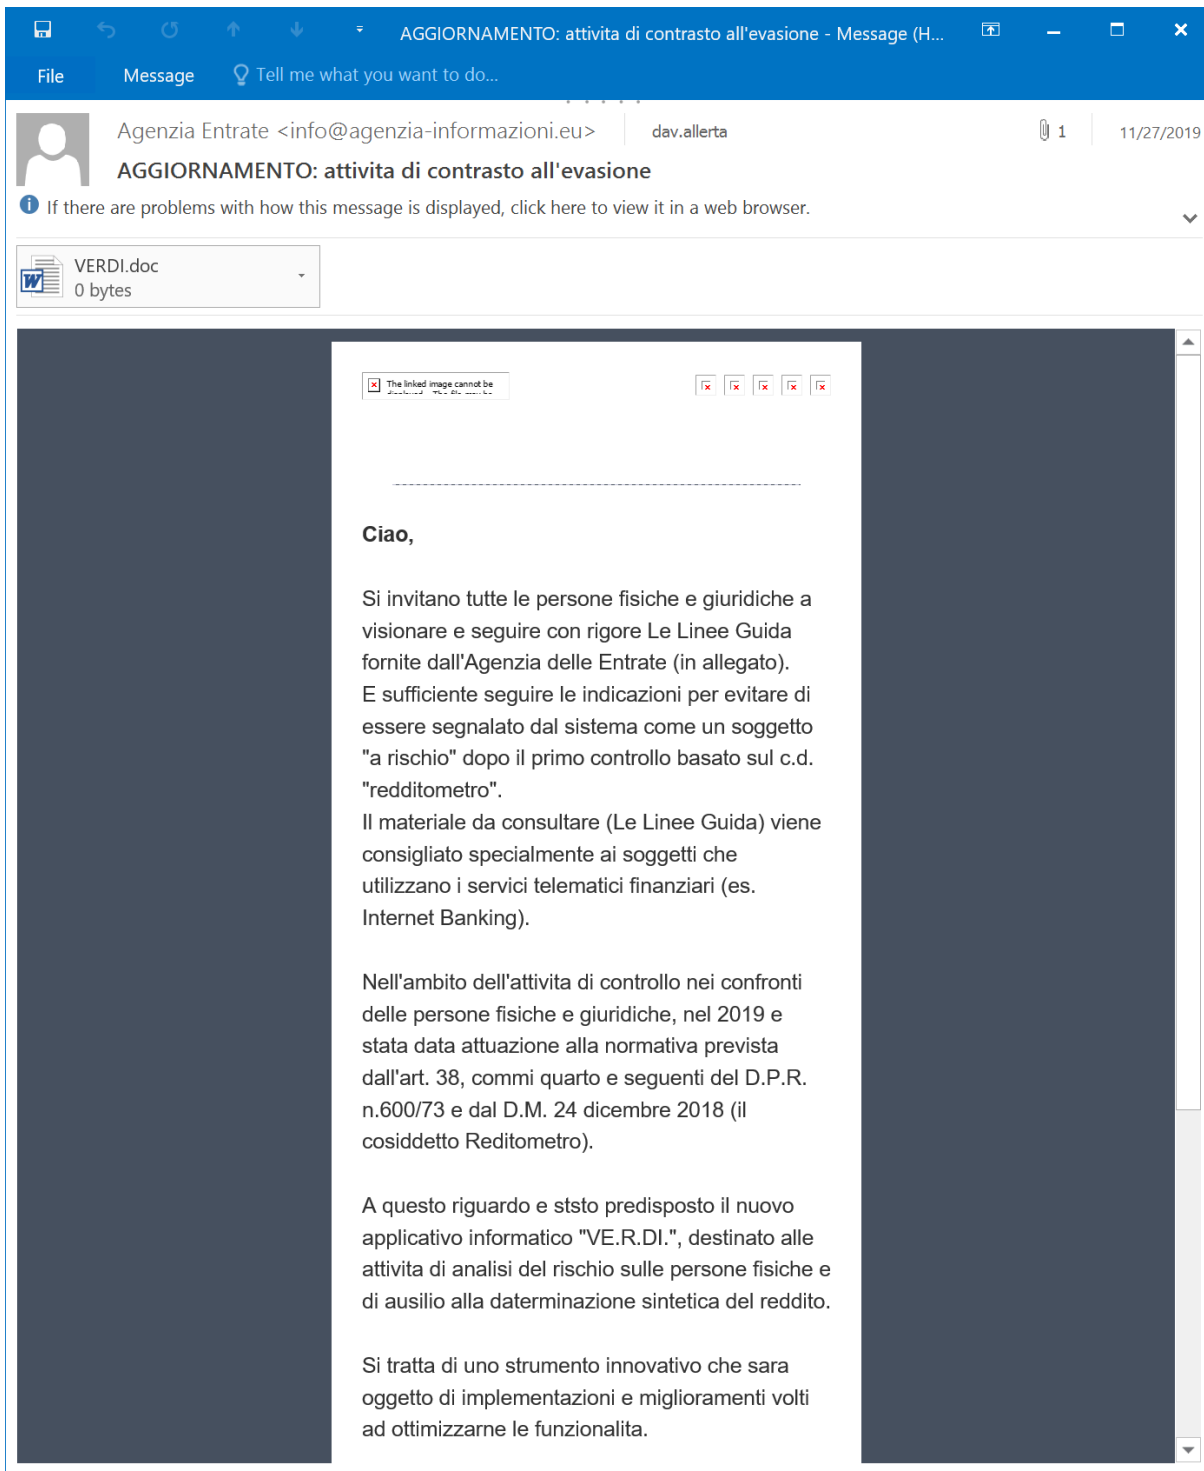 AGGIORNAMENTO: attivita di contrasto all'evasione - Message (H...
File Message Tell me what you want to do...
Agenzia Entrate <info@agenzia-informazioni.eu> dav.allerta 1 11/27/2019
AGGIORNAMENTO: attivita di contrasto all'evasione
If there are problems with how this message is displayed, click here to view it in a web browser.
VERDI.doc
0 bytes
The linked image cannot be
displayed. The file may be
Ciao,
Si invitano tutte le persone fisiche e giuridiche a
visionare e seguire con rigore Le Linee Guida
fornite dall'Agenzia delle Entrate (in allegato).
E sufficiente seguire le indicazioni per evitare di
essere segnalato dal sistema come un soggetto
"a rischio" dopo il primo controllo basato sul c.d.
"redditometro".
Il materiale da consultare (Le Linee Guida) viene
consigliato specialmente ai soggetti che
utilizzano i servici telematici finanziari (es.
Internet Banking).
Nell'ambito dell'attivita di controllo nei confronti
delle persone fisiche e giuridiche, nel 2019 e
stata data attuazione alla normativa prevista
dall'art. 38, commi quarto e seguenti del D.P.R.
n.600/73 e dal D.M. 24 dicembre 2018 (il
cosiddetto Reditometro).
A questo riguardo e ststo predisposto il nuovo
applicativo informatico "VE.R.DI.", destinato alle
attivita di analisi del rischio sulle persone fisiche e
di ausilio alla daterminazione sintetica del reddito.
Si tratta di uno strumento innovativo che sara
oggetto di implementazioni e miglioramenti volti
ad ottimizzarne le funzionalita.